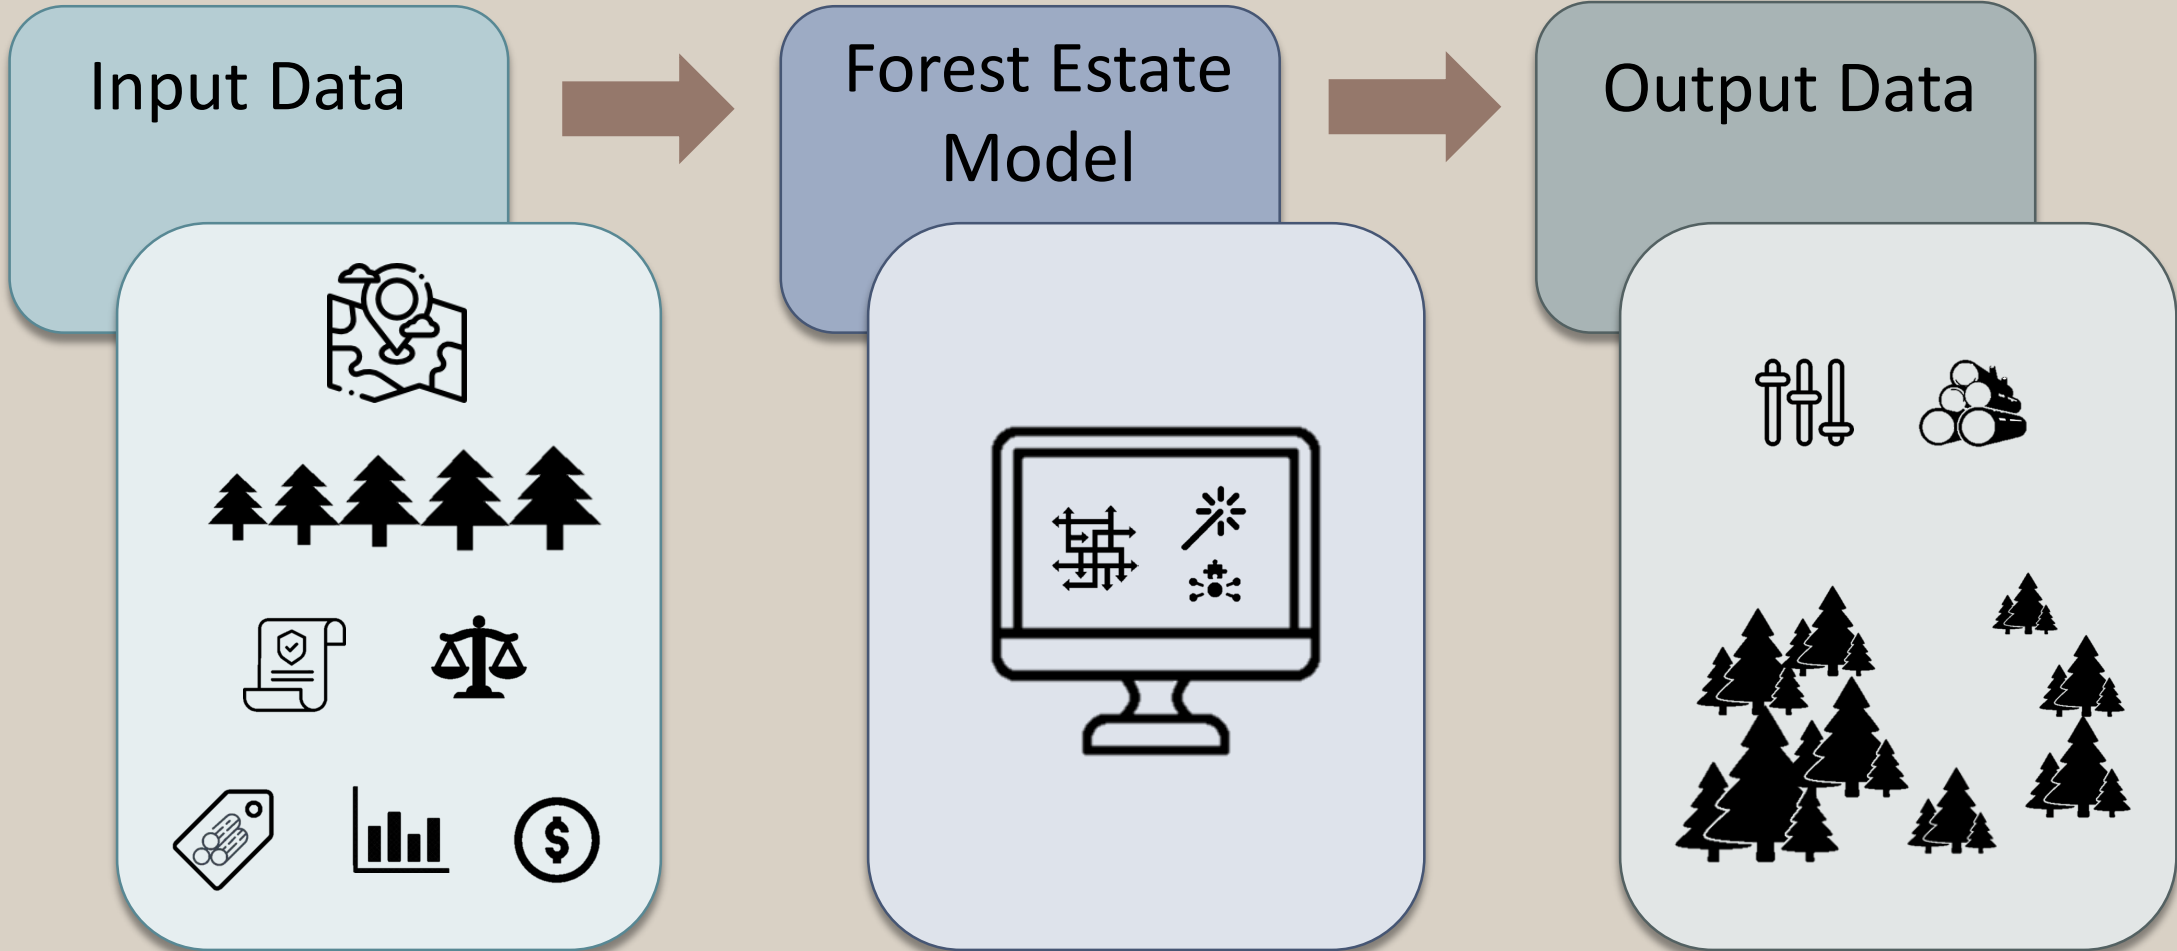 Input Data
Forest Estate
Model
Output Data
$